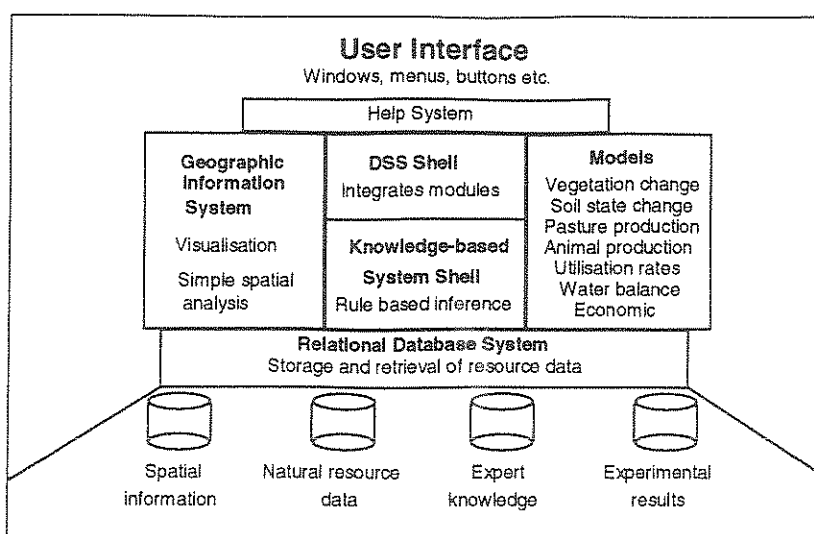 User Interface
Windows, menus, buttons etc.
Help System
Geographic
Information
System
Visualisation
Simple spatial
analysis
DSS Shell
Integrates modules
Knowledge-based
System Shell
Rule based inference
Models
Vegetation change
Soil state change
Pasture production
Animal production
Utilisation rates
Water balance
Economic
Relational Database System
Storage and retrieval of resource data
Spatial
information
Natural resource
data
Expert
knowledge
Experimental
results